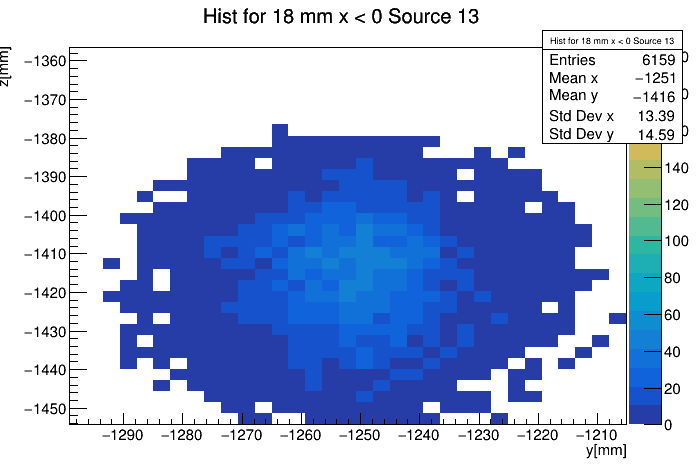 Hist for 18 mm x < 0 Source 13
Hist for 18 mm x < 0 Source 13
Entries 6159
Mean x −1251
Mean y −1416
Std Dev x 13.39
Std Dev y 14.59
z[mm]
−1360
−1370
−1380
−1390
−1400
−1410
−1420
−1430
−1440
−1450
−1290 −1280 −1270 −1260 −1250 −1240 −1230 −1220 −1210
y[mm]
140
120
100
80
60
40
20
0